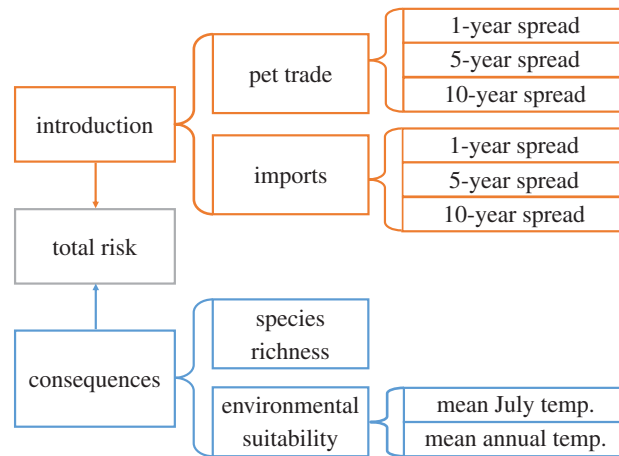 introduction
pet trade
1-year spread
5-year spread
10-year spread
imports
1-year spread
5-year spread
10-year spread
total risk
consequences
species
richness
environmental
suitability
mean July temp.
mean annual temp.